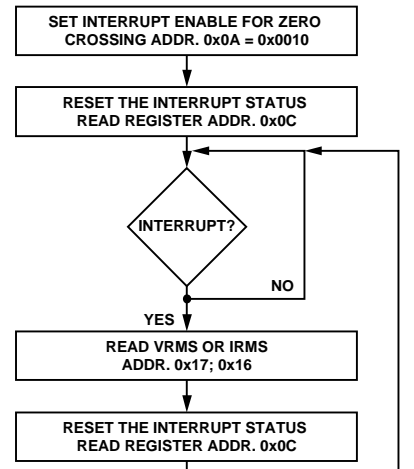 SET INTERRUPT ENABLE FOR ZERO
CROSSING ADDR. 0x0A = 0x0010
RESET THE INTERRUPT STATUS
READ REGISTER ADDR. 0x0C
INTERRUPT?
NO
YES
READ VRMS OR IRMS
ADDR. 0x17; 0x16
RESET THE INTERRUPT STATUS
READ REGISTER ADDR. 0x0C